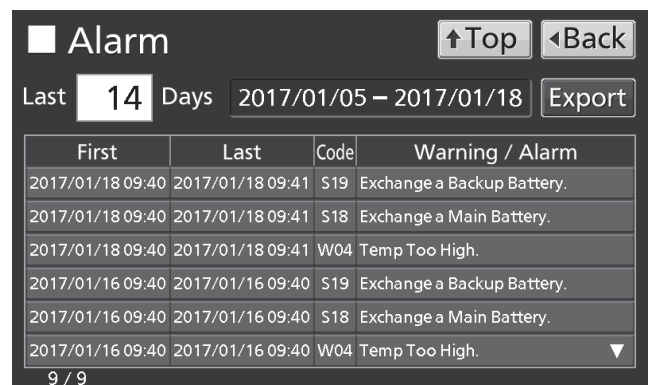 Alarm
↑Top
◂Back
Last 14 Days 2017/01/05 – 2017/01/18 Export
First Last Code Warning / Alarm
2017/01/18 09:40 2017/01/18 09:41 S19 Exchange a Backup Battery.
2017/01/18 09:40 2017/01/18 09:41 S18 Exchange a Main Battery.
2017/01/18 09:40 2017/01/18 09:41 W04 Temp Too High.
2017/01/16 09:40 2017/01/16 09:40 S19 Exchange a Backup Battery.
2017/01/16 09:40 2017/01/16 09:40 S18 Exchange a Main Battery.
2017/01/16 09:40 2017/01/16 09:40 W04 Temp Too High. ▼
9 / 9